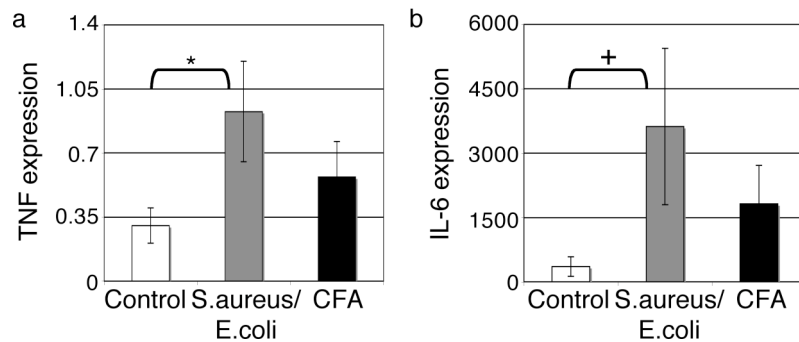 a
1.4
1.05
0.7
0.35
0
TNF expression
*
Control
S.aureus/
E.coli
CFA
b
6000
4500
3000
1500
0
IL-6 expression
+
Control
S.aureus/
E.coli
CFA